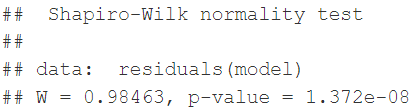 ##  Shapiro-Wilk normality test
##
## data:  residuals(model)
## W = 0.98463, p-value = 1.372e-08